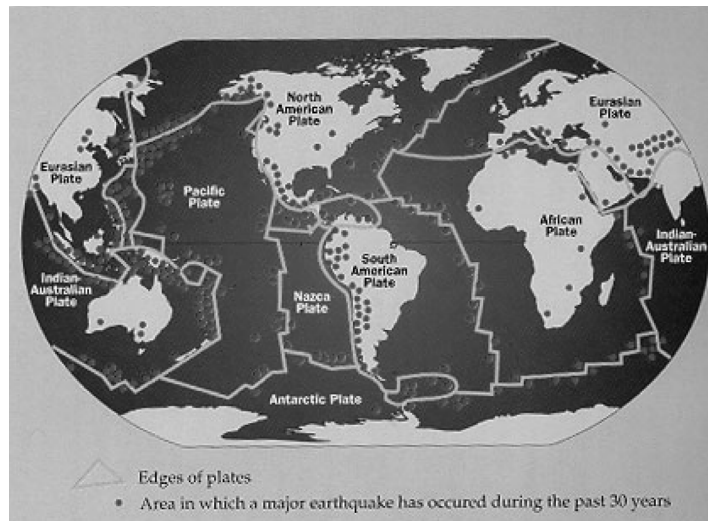 North
American
Plate
Eurasian
Plate
Eurasian
Plate
Pacific
Plate
African
Plate
Indian-
Australian
Plate
South
American
Plate
Indian-
Australian
Plate
Nazca
Plate
Antarctic Plate
Edges of plates
Area in which a major earthquake has occured during the past 30 years